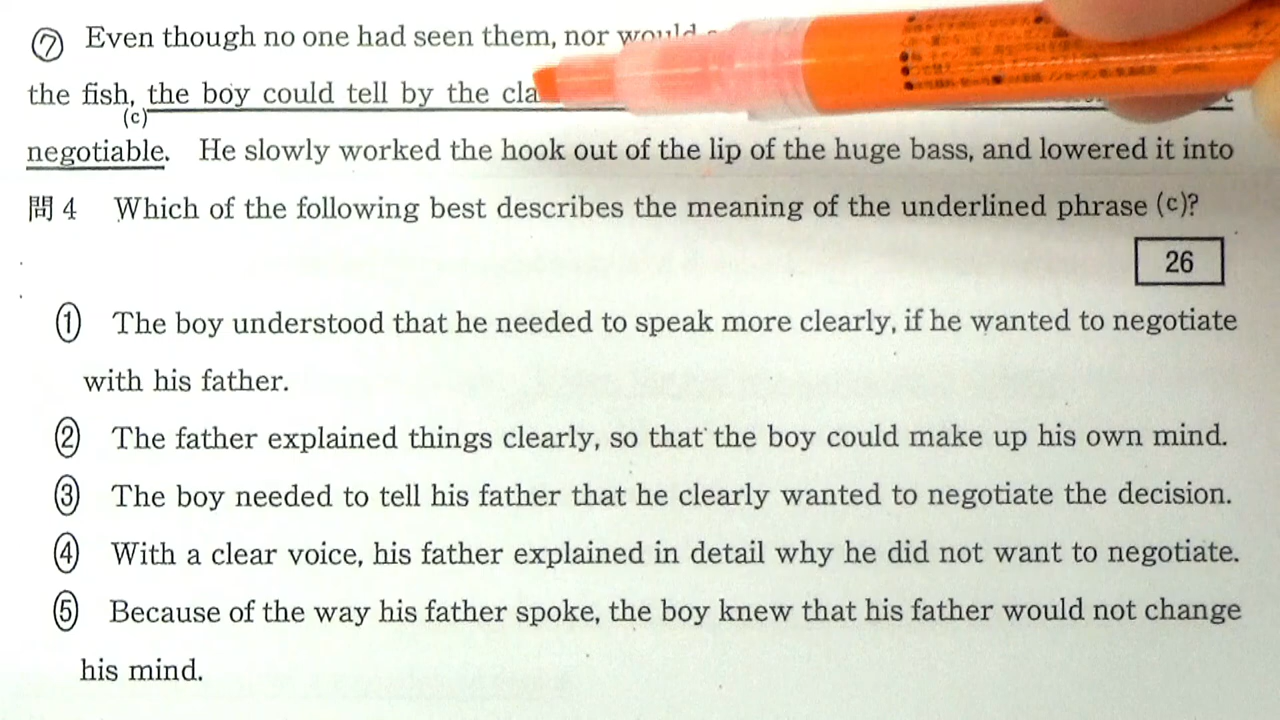 ⑦ Even though no one had seen them, nor would
the fish, the boy could tell by the
(c)
negotiable. He slowly worked the hook out of the lip of the huge bass, and lowered it into
問4 Which of the following best describes the meaning of the underlined phrase (c)?
26
① The boy understood that he needed to speak more clearly, if he wanted to negotiate
with his father.
② The father explained things clearly, so that the boy could make up his own mind.
③ The boy needed to tell his father that he clearly wanted to negotiate the decision.
④ With a clear voice, his father explained in detail why he did not want to negotiate.
⑤ Because of the way his father spoke, the boy knew that his father would not change
his mind.